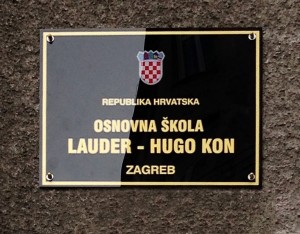 REPUBLIKA HRVATSKA
OSNOVNA ŠKOLA
LAUDER - HUGO KON
ZAGREB